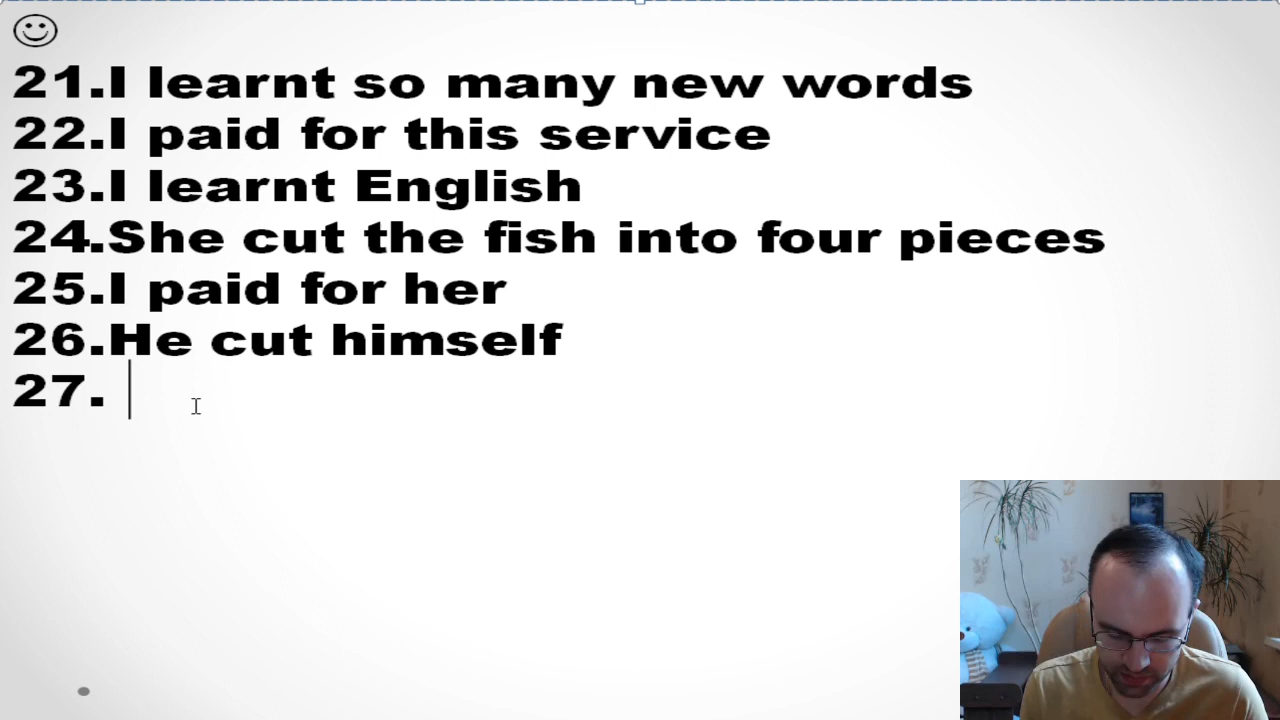 21.I learnt so many new words
22.I paid for this service
23.I learnt English
24.She cut the fish into four pieces
25.I paid for her
26.He cut himself
27.